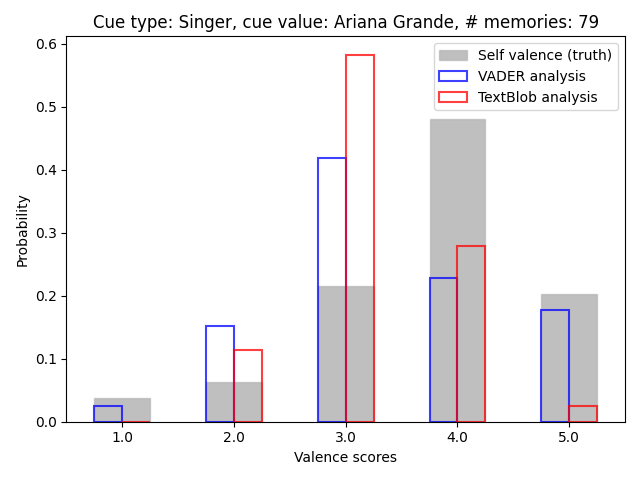 Cue type: Singer, cue value: Ariana Grande, # memories: 79
Self valence (truth)
VADER analysis
TextBlob analysis
Probability
0.6
0.5
0.4
0.3
0.2
0.1
0.0
1.0 2.0 3.0 4.0 5.0
Valence scores